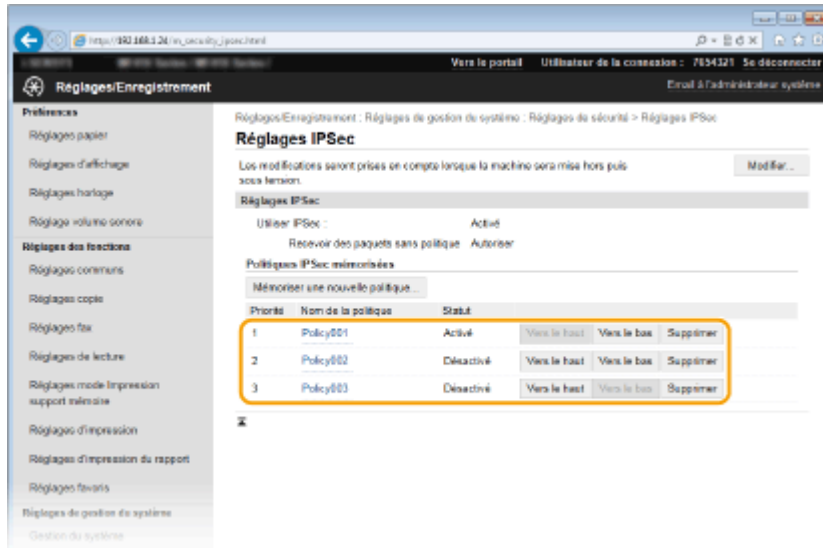 http://192.168.1.24/m_security_ipsec.html
Vers le portail Utilisateur de la connexion : 7654321 Se déconnecter
Réglages/Enregistrement
Email à l'administrateur système
Préférences
Réglages papier
Réglages d'affichage
Réglages horloge
Réglage volume sonore
Réglages des fonctions
Réglages communs
Réglages copie
Réglages fax
Réglages de lecture
Réglages mode Impression
support mémoire
Réglages d'impression
Réglages d'impression du rapport
Réglages favoris
Réglages de gestion du système
Gestion du système
Réglages/Enregistrement : Réglages de gestion du système : Réglages de sécurité > Réglages IPSec
Réglages IPSec
Les modifications seront prises en compte lorsque la machine sera mise hors puis
sous tension.
Modifier...
Réglages IPSec
Utiliser IPSec : Activé
Recevoir des paquets sans politique Autoriser
Politiques IPSec mémorisées
Mémoriser une nouvelle politique...
Priorité Nom de la politique Statut
1 Policy001 Activé Vers le haut Vers le bas Supprimer
2 Policy002 Désactivé Vers le haut Vers le bas Supprimer
3 Policy003 Désactivé Vers le haut Vers le bas Supprimer